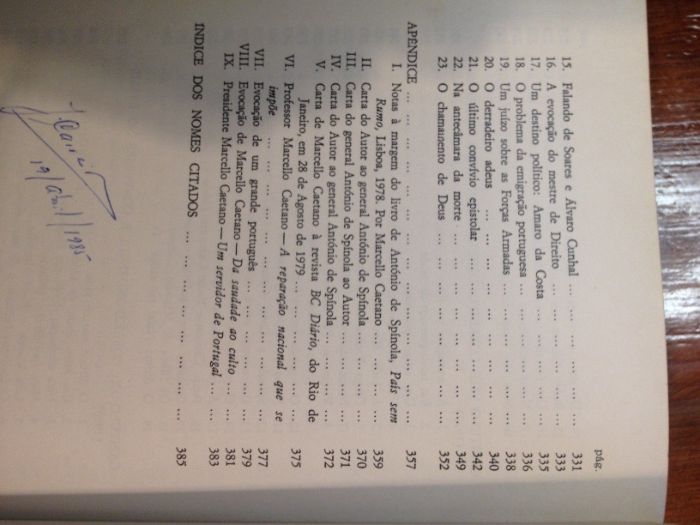 pág.
15. Falando de Soares e Álvaro Cunhal ... ... ... ... ... ... 331
16. A evocação do mestre de Direito ... ... ... ... ... ... 333
17. Um destino político: Amaro da Costa ... ... ... ... ... 335
18. O problema da emigração portuguesa ... ... ... ... ... 336
19. Um juízo sobre as Forças Armadas ... ... ... ... ... ... 338
20. O derradeiro adeus ... ... ... ... ... ... ... ... 340
21. O último convívio epistolar ... ... ... ... ... ... ... 342
22. Na antecâmara da morte ... ... ... ... ... ... ... ... 349
23. O chamamento de Deus ... ... ... ... ... ... ... ... 352
APÊNDICE ... ... ... ... ... ... ... ... ... ... ... 357
I. Notas à margem do livro de António de Spínola, País sem
Rumo, Lisboa, 1978. Por Marcello Caetano ... ... ... ... 359
II. Carta do Autor ao general António de Spínola ... ... ... 370
III. Carta do general António de Spínola ao Autor ... ... ... 371
IV. Carta do Autor ao general António de Spínola ... ... ... 372
V. Carta de Marcello Caetano à revista BC Diário, do Rio de
Janeiro, em 28 de Agosto de 1979 ... ... ... ... ... ... 375
VI. Professor Marcello Caetano — A reparação nacional que se
impõe ... ... ... ... ... ... ... ... ... ... 377
VII. Evocação de um grande português ... ... ... ... ... ... 379
VIII. Evocação de Marcello Caetano — Da saudade ao culto ... ... 381
IX. Presidente Marcello Caetano — Um servidor de Portugal ... ... 383
ÍNDICE DOS NOMES CITADOS ... ... ... ... ... ... ... 385
19/Abril/1985